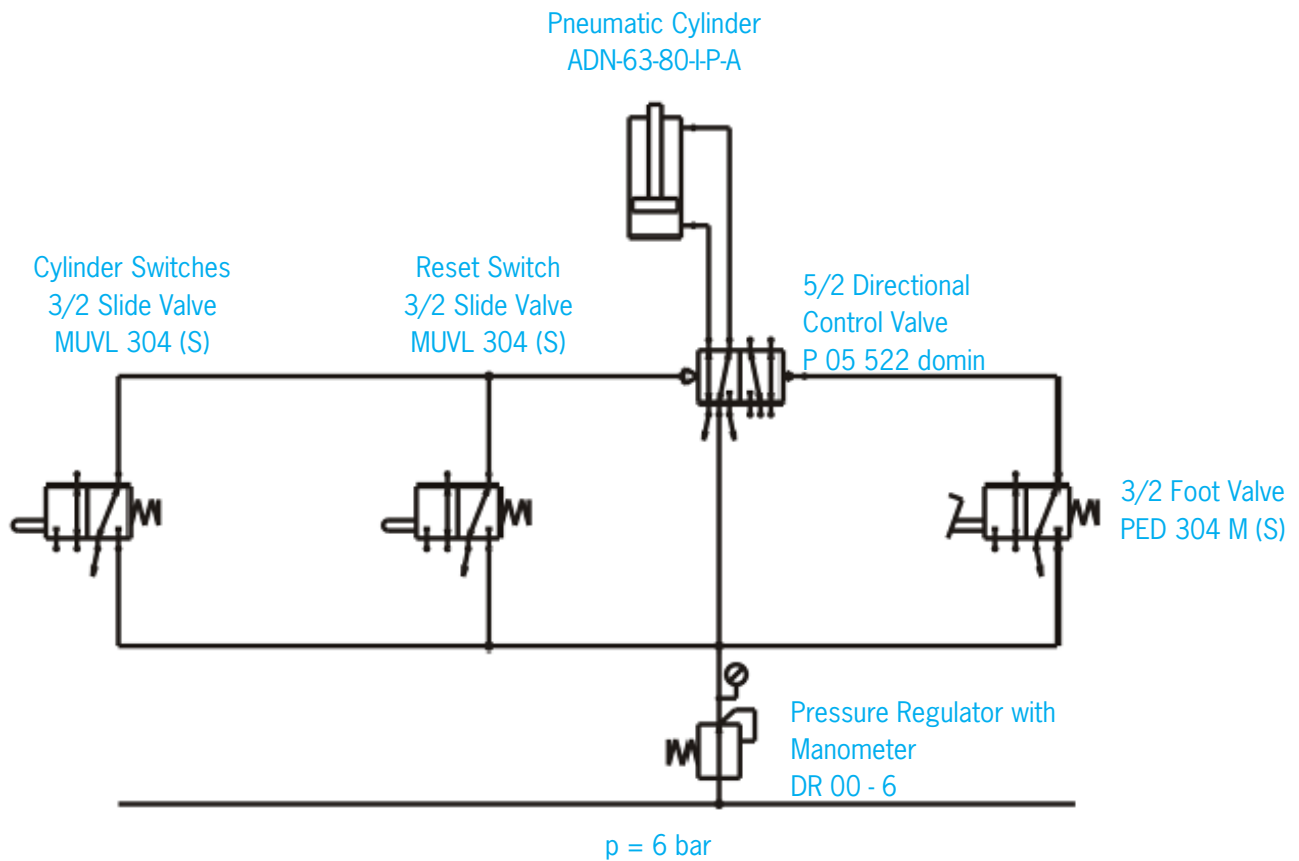 Pneumatic Cylinder
ADN-63-80-I-P-A
Cylinder Switches
3/2 Slide Valve
MUVL 304 (S)
Reset Switch
3/2 Slide Valve
MUVL 304 (S)
5/2 Directional
Control Valve
P 05 522 domin
3/2 Foot Valve
PED 304 M (S)
Pressure Regulator with
Manometer
DR 00 - 6
p = 6 bar